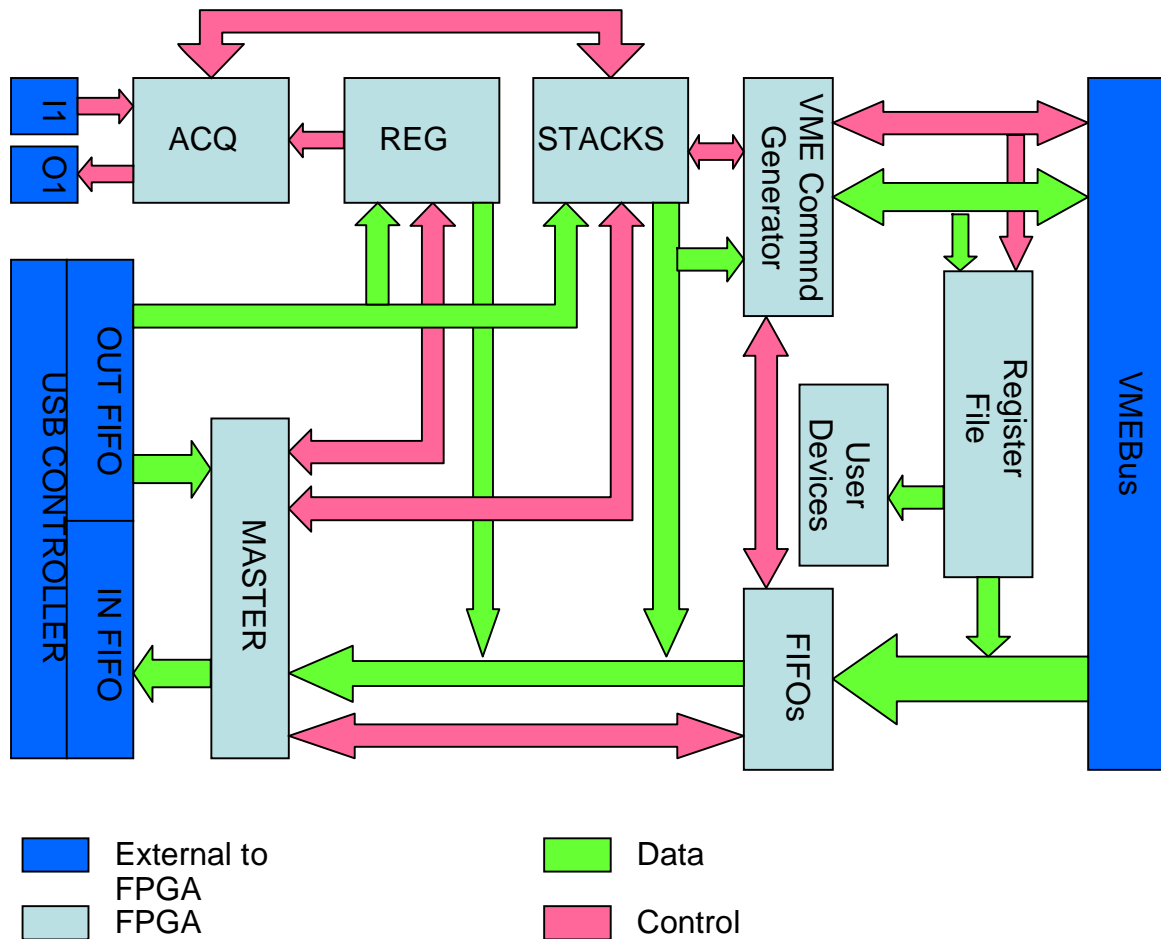 I1
O1
ACQ
REG
STACKS
VME Commnd
Generator
USB CONTROLLER
OUT FIFO
IN FIFO
MASTER
User
Devices
Register
File
FIFOs
VMEBus
External to
FPGA
FPGA
Data
Control